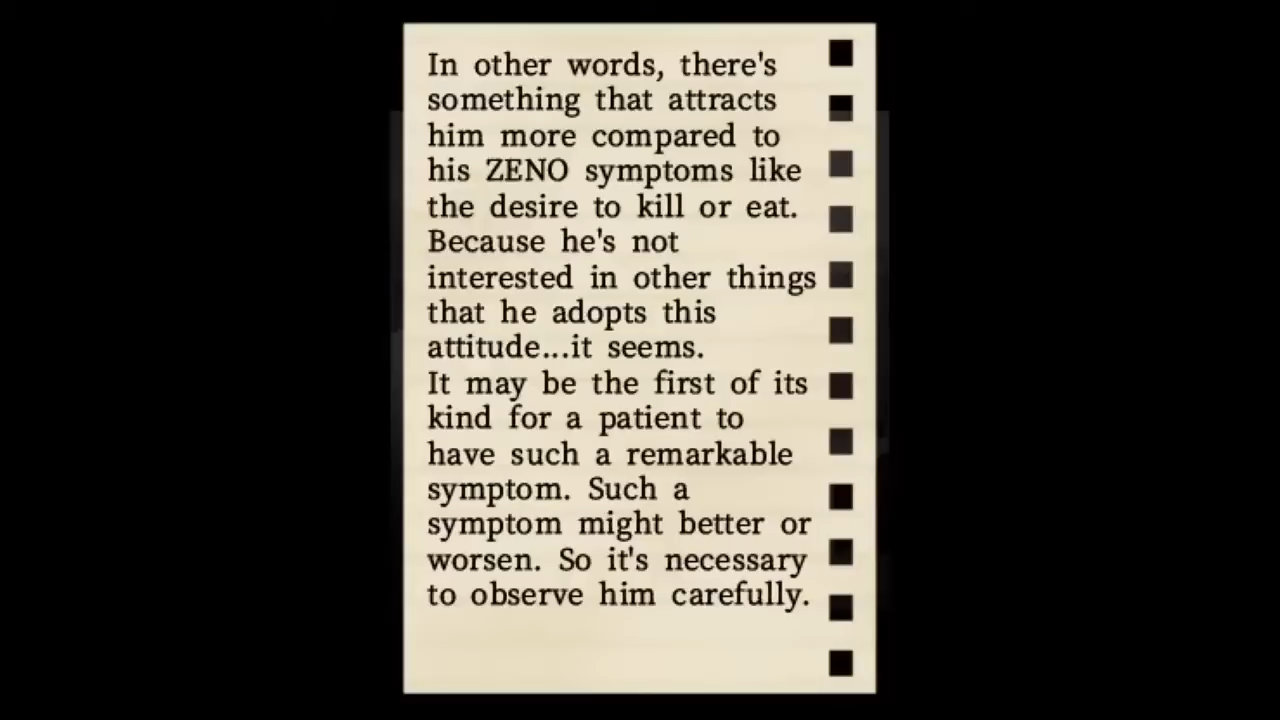 In other words, there's
something that attracts
him more compared to
his ZENO symptoms like
the desire to kill or eat.
Because he's not
interested in other things
that he adopts this
attitude...it seems.
It may be the first of its
kind for a patient to
have such a remarkable
symptom. Such a
symptom might better or
worsen. So it's necessary
to observe him carefully.